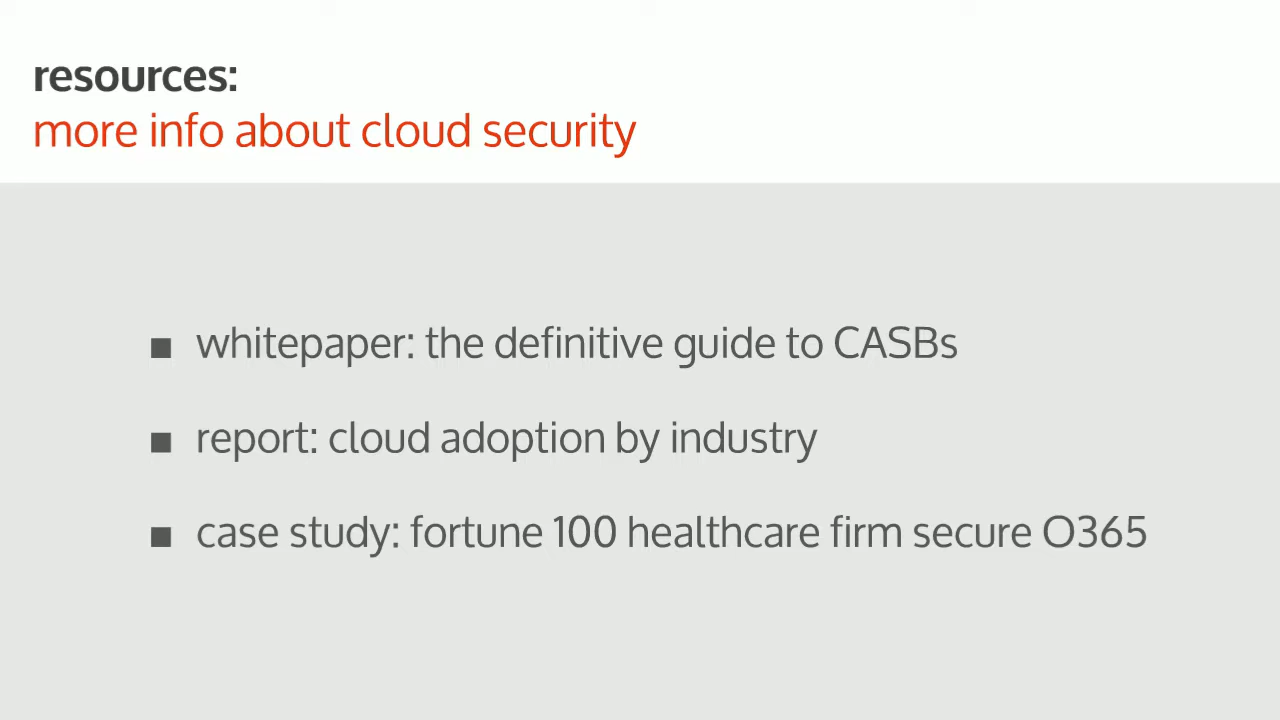 resources:
more info about cloud security
■ whitepaper: the definitive guide to CASBs
■ report: cloud adoption by industry
■ case study: fortune 100 healthcare firm secure O365